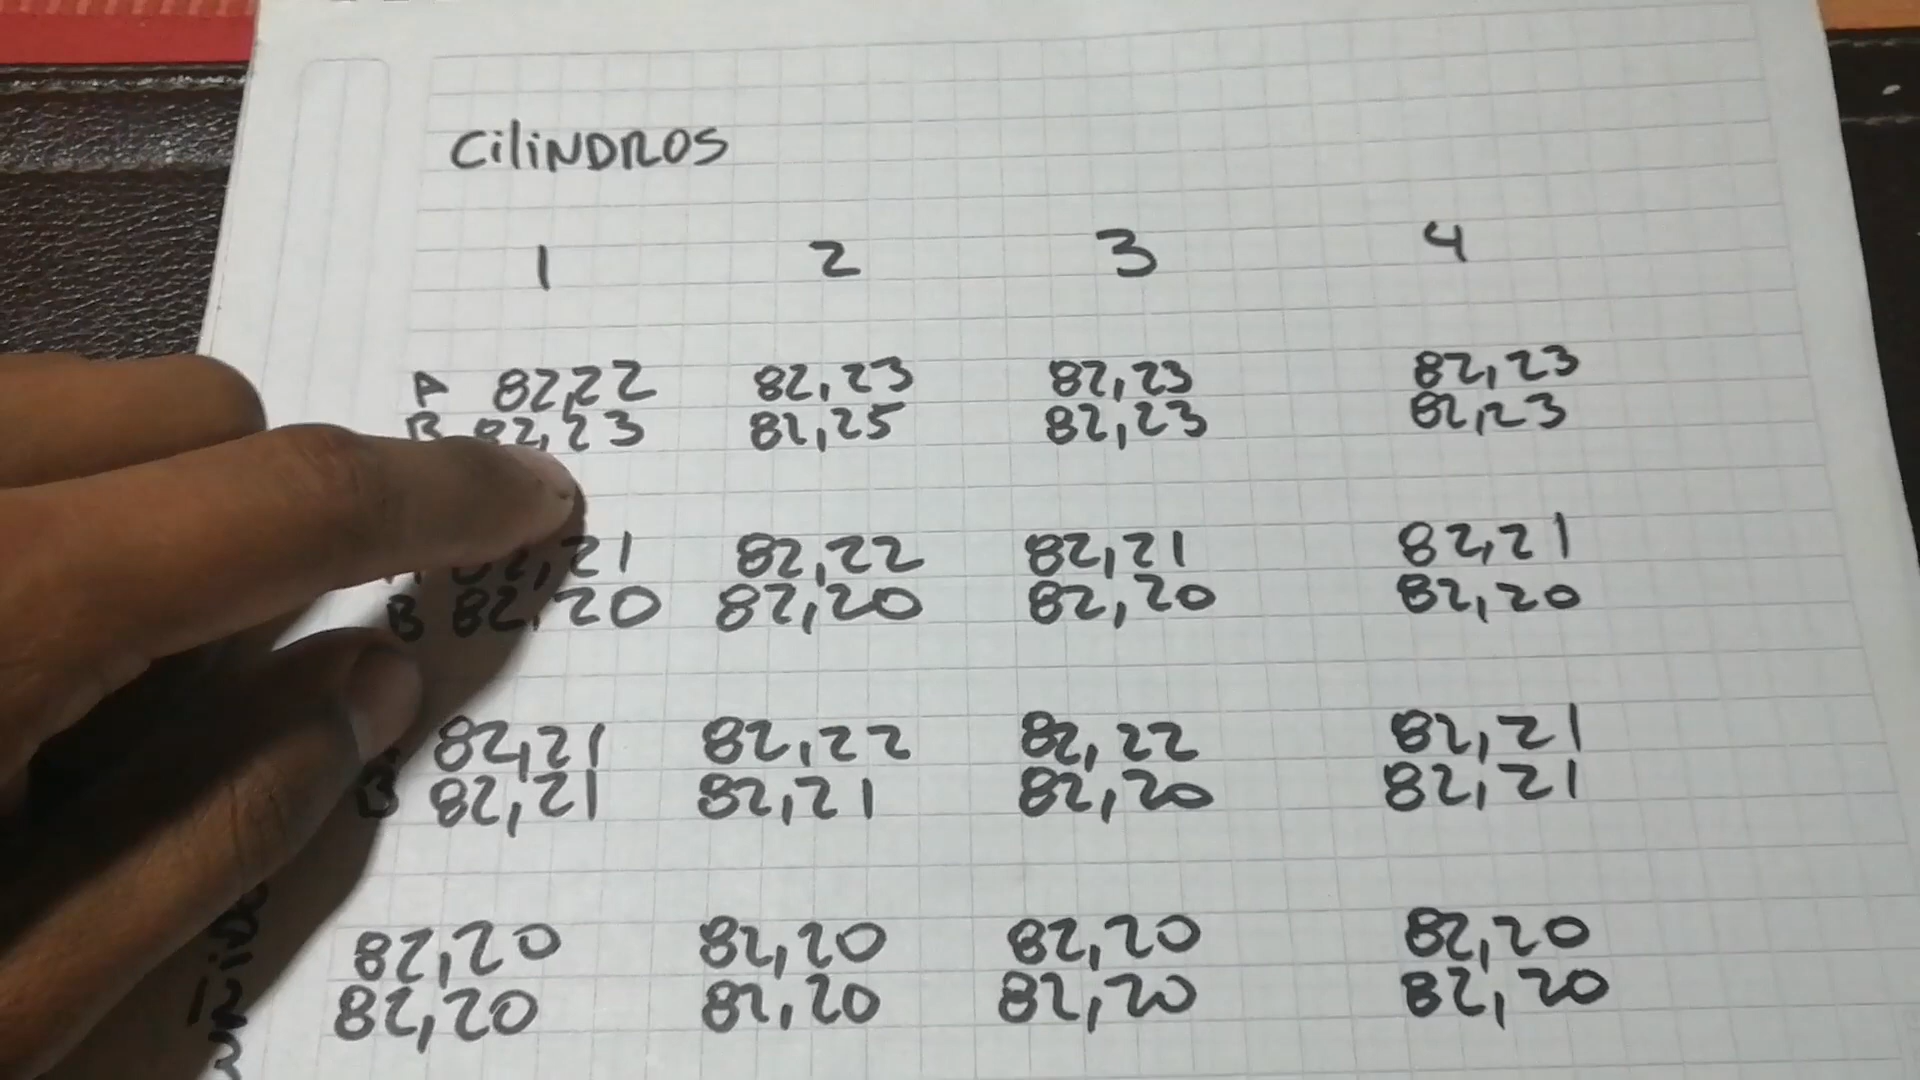 CiliNDROS
1 2 3 4
A 82,22 82,23 82,23 82,23
B 82,23 82,25 82,23 82,23
82,21 82,22 82,21 82,21
B 82,20 82,20 82,20 82,20
82,21 82,22 82,22 82,21
B 82,21 82,21 82,20 82,21
82,20 82,20 82,20 82,20
82,20 82,20 82,20 82,20